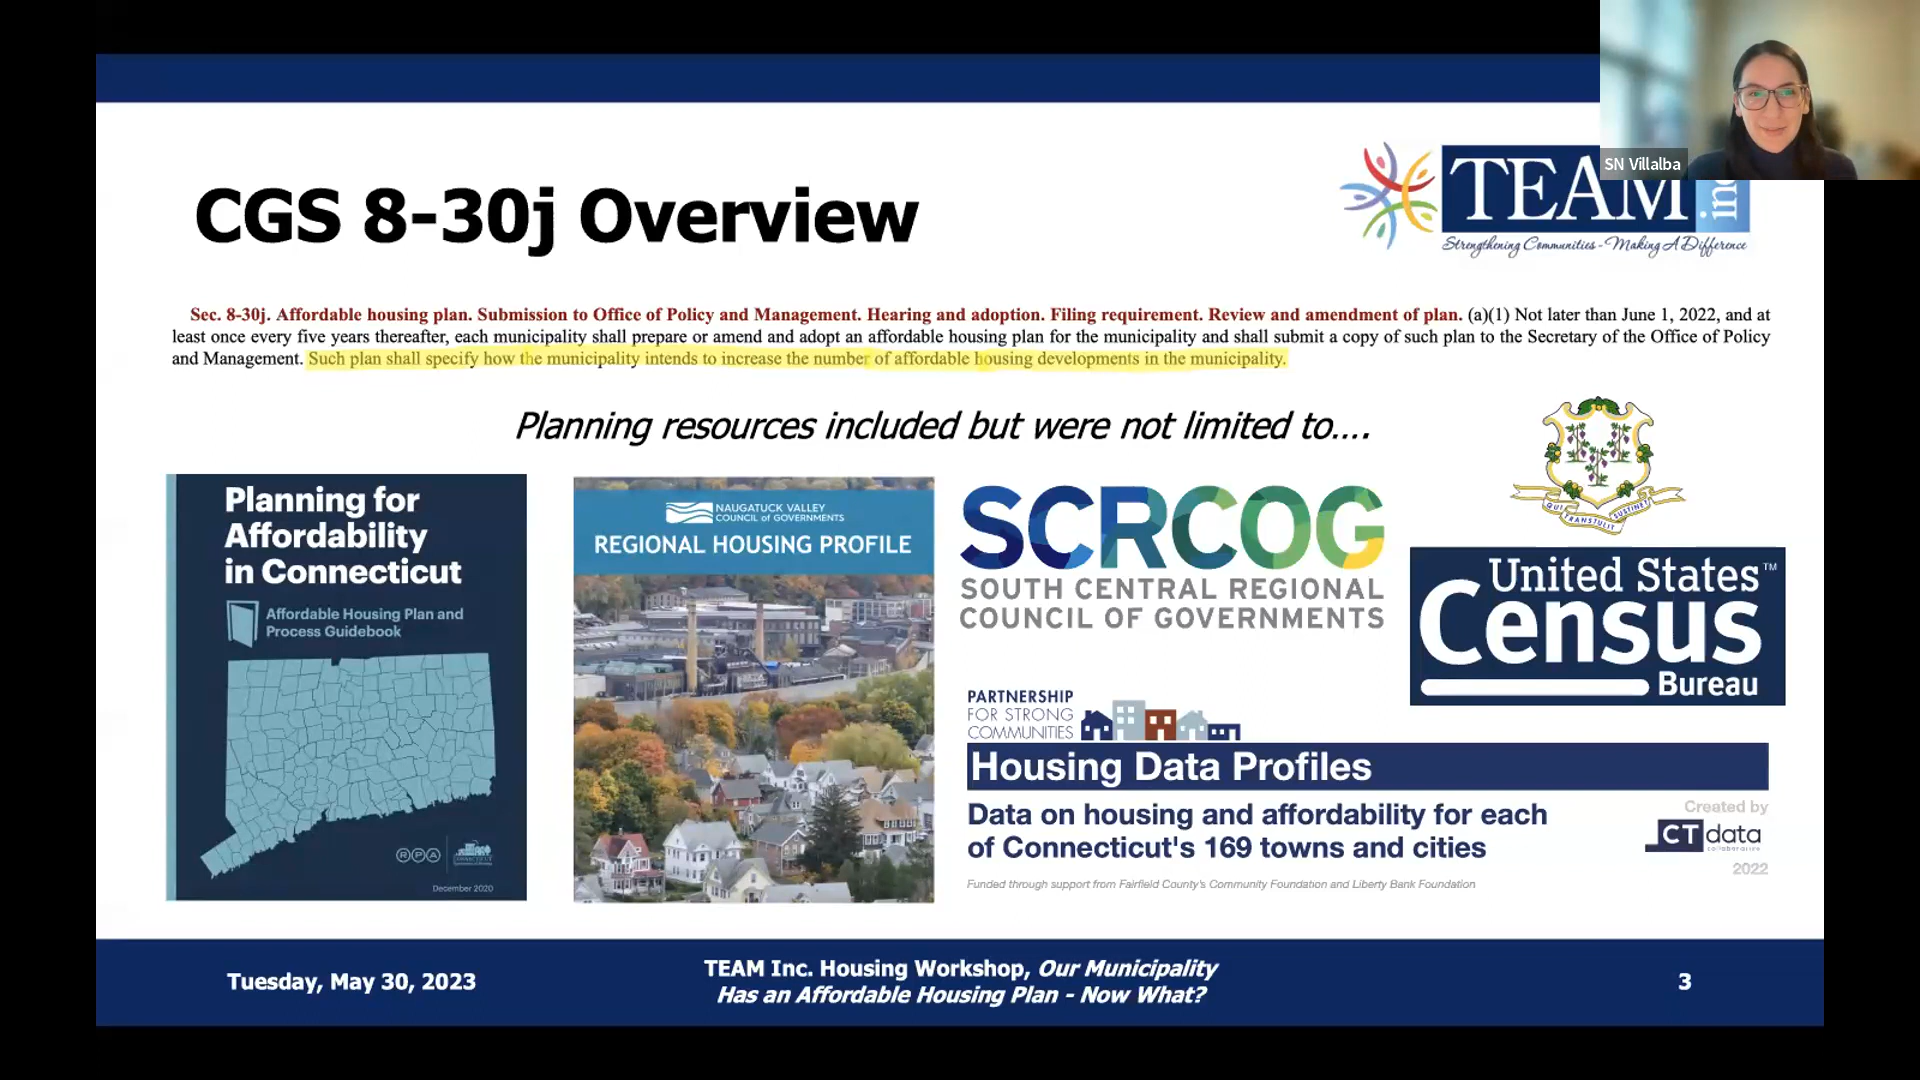 SN Villalba
TEAM inc
Strengthening Communities - Making A Difference
CGS 8-30j Overview
Sec. 8-30j. Affordable housing plan. Submission to Office of Policy and Management. Hearing and adoption. Filing requirement. Review and amendment of plan. (a)(1) Not later than June 1, 2022, and at
least once every five years thereafter, each municipality shall prepare or amend and adopt an affordable housing plan for the municipality and shall submit a copy of such plan to the Secretary of the Office of Policy
and Management. Such plan shall specify how the municipality intends to increase the number of affordable housing developments in the municipality.
Planning resources included but were not limited to....
Planning for
Affordability
in Connecticut
Affordable Housing Plan and
Process Guidebook
RPA
December 2020
NAUGATUCK VALLEY
COUNCIL of GOVERNMENTS
REGIONAL HOUSING PROFILE
SCRCOG
SOUTH CENTRAL REGIONAL
COUNCIL OF GOVERNMENTS
QUI TRANSTULIT SUSTINET
United States™
Census
Bureau
PARTNERSHIP
FOR STRONG
COMMUNITIES
Housing Data Profiles
Data on housing and affordability for each
of Connecticut's 169 towns and cities
Funded through support from Fairfield County's Community Foundation and Liberty Bank Foundation
Created by
CTdata
collaborative
2022
Tuesday, May 30, 2023
TEAM Inc. Housing Workshop, Our Municipality
Has an Affordable Housing Plan - Now What?
3